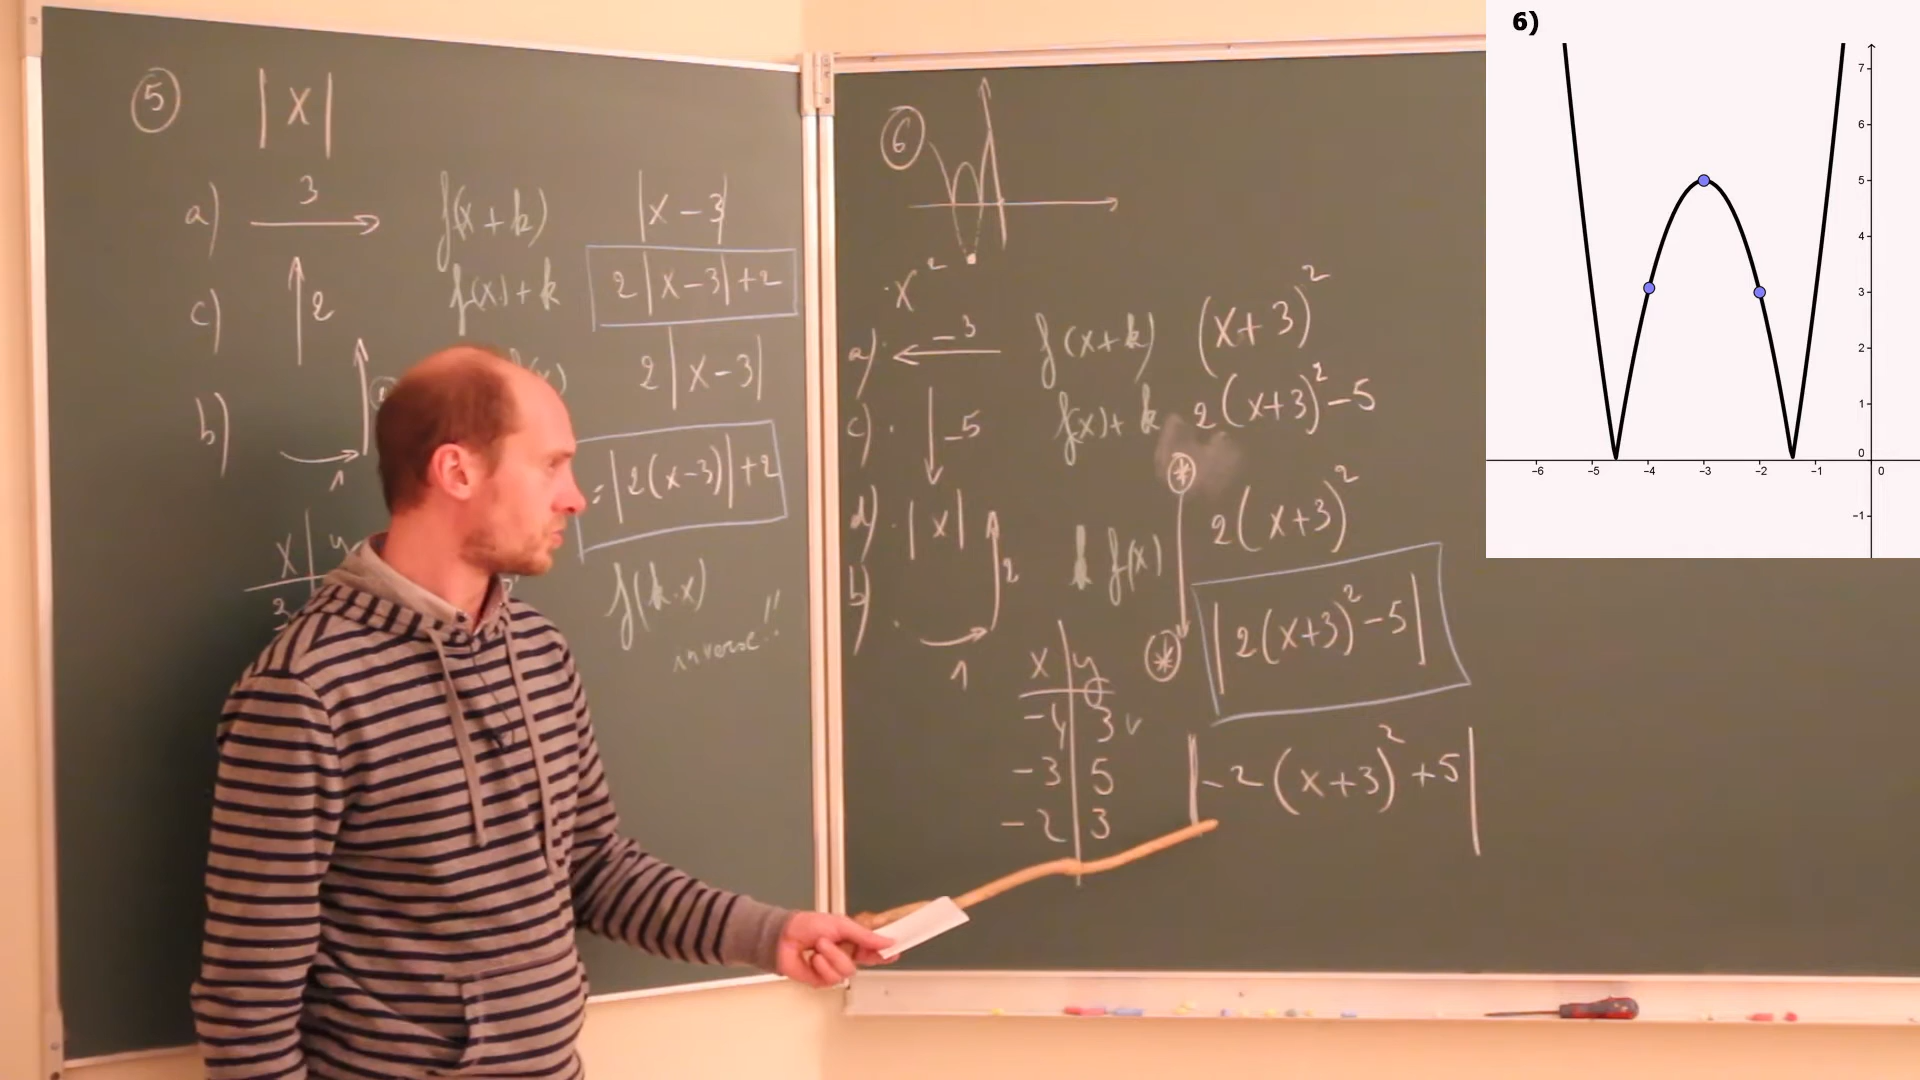 5 |x|
a) 3 f(x+k) |x-3|
f(x)+k 2|x-3|+2
c) 2
2|x-3|
b) 1
= |2(x-3)|+2
x | y
f(k·x)
inverse!!
6
x²
a) -3 f(x+k) (x+3)²
c) -5 f(x)+k 2(x+3)²-5
d) |x| 2(x+3)²
b) 1 2 k f(x)
|2(x+3)²-5|
x | y
-4 | 3 v
-3 | 5
-2 | 3
|-2(x+3)²+5|
6)
7
6
5
4
3
2
1
0
-6 -5 -4 -3 -2 -1 0
-1